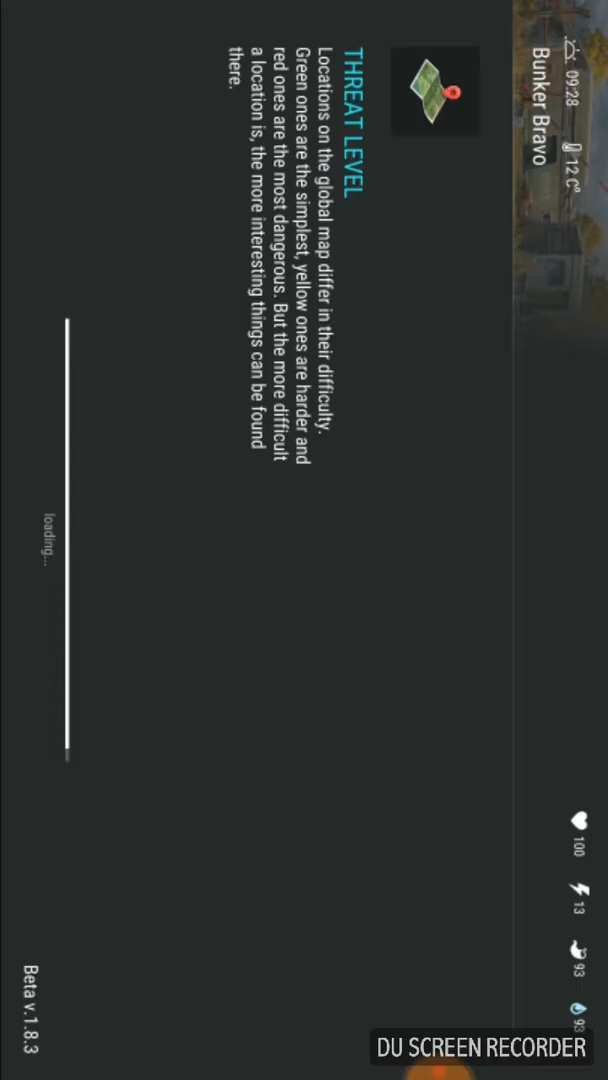 09:28 12 C°
Bunker Bravo
100 13 93 93
THREAT LEVEL
Locations on the global map differ in their difficulty.
Green ones are the simplest, yellow ones are harder and
red ones are the most dangerous. But the more difficult
a location is, the more interesting things can be found
there.
loading...
Beta v.1.8.3
DU SCREEN RECORDER